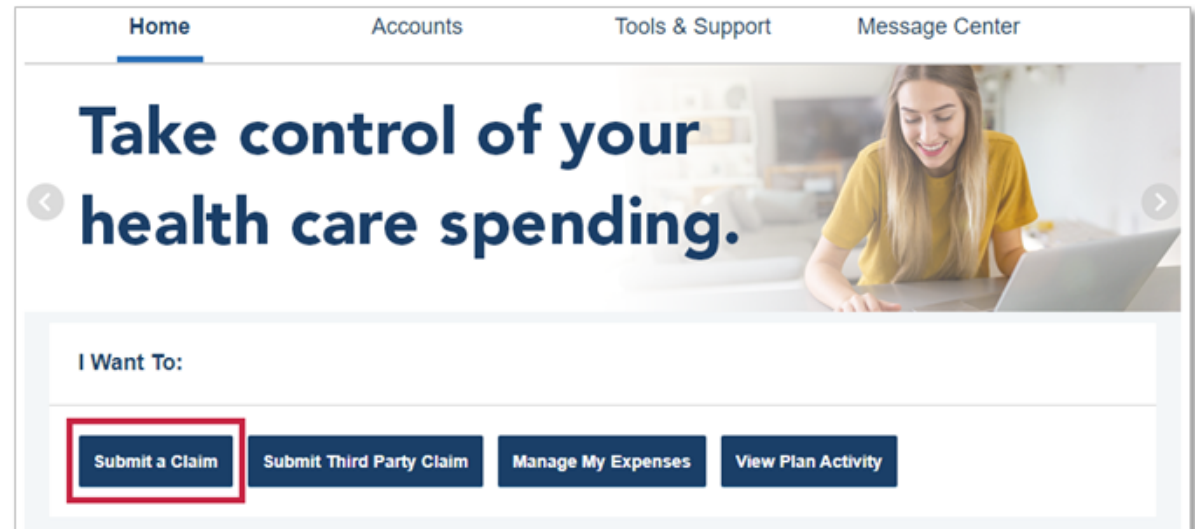 Home Accounts Tools & Support Message Center
Take control of your
health care spending.
I Want To:
Submit a Claim Submit Third Party Claim Manage My Expenses View Plan Activity